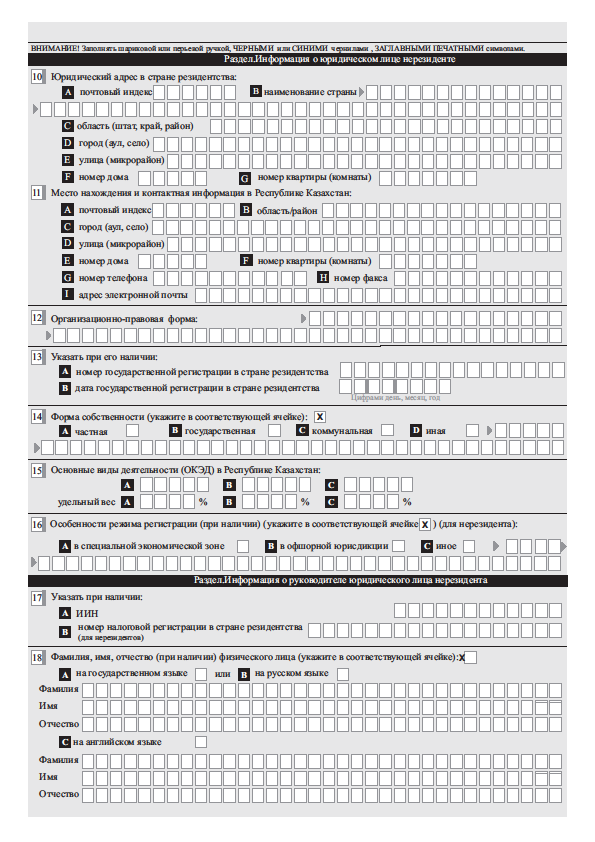 ВНИМАНИЕ! Заполнять шариковой или перьевой ручкой, ЧЕРНЫМИ или СИНИМИ чернилами , ЗАГЛАВНЫМИ ПЕЧАТНЫМИ символами.
Раздел.Информация о юридическом лице нерезиденте
10 Юридический адрес в стране резидентства:
A почтовый индекс B наименование страны
C область (штат, край, район)
D город (аул, село)
E улица (микрорайон)
F номер дома G номер квартиры (комнаты)
11 Место нахождения и контактная информация в Республике Казахстан:
A почтовый индекс B область/район
C город (аул, село)
D улица (микрорайон)
E номер дома F номер квартиры (комнаты)
G номер телефона H номер факса
I адрес электронной почты
12 Организационно-правовая форма:
13 Указать при его наличии:
A номер государственной регистрации в стране резидентства
B дата государственной регистрации в стране резидентства
Цифрами день, месяц, год
14 Форма собственности (укажите в соответствующей ячейке): X
A частная B государственная C коммунальная D иная
15 Основные виды деятельности (ОКЭД) в Республике Казахстан:
A B C
удельный вес A % B % C %
16 Особенности режима регистрации (при наличии) (укажите в соответствующей ячейке X ) (для нерезидента):
A в специальной экономической зоне B в офшорной юрисдикции C иное
Раздел.Информация о руководителе юридического лица нерезидента
17 Указать при наличии:
A ИИН
B номер налоговой регистрации в стране резидентства
(для нерезидентов)
18 Фамилия, имя, отчество (при наличии) физического лица (укажите в соответствующей ячейке): X
A на государственном языке или B на русском языке
Фамилия
Имя
Отчество
C на английском языке
Фамилия
Имя
Отчество